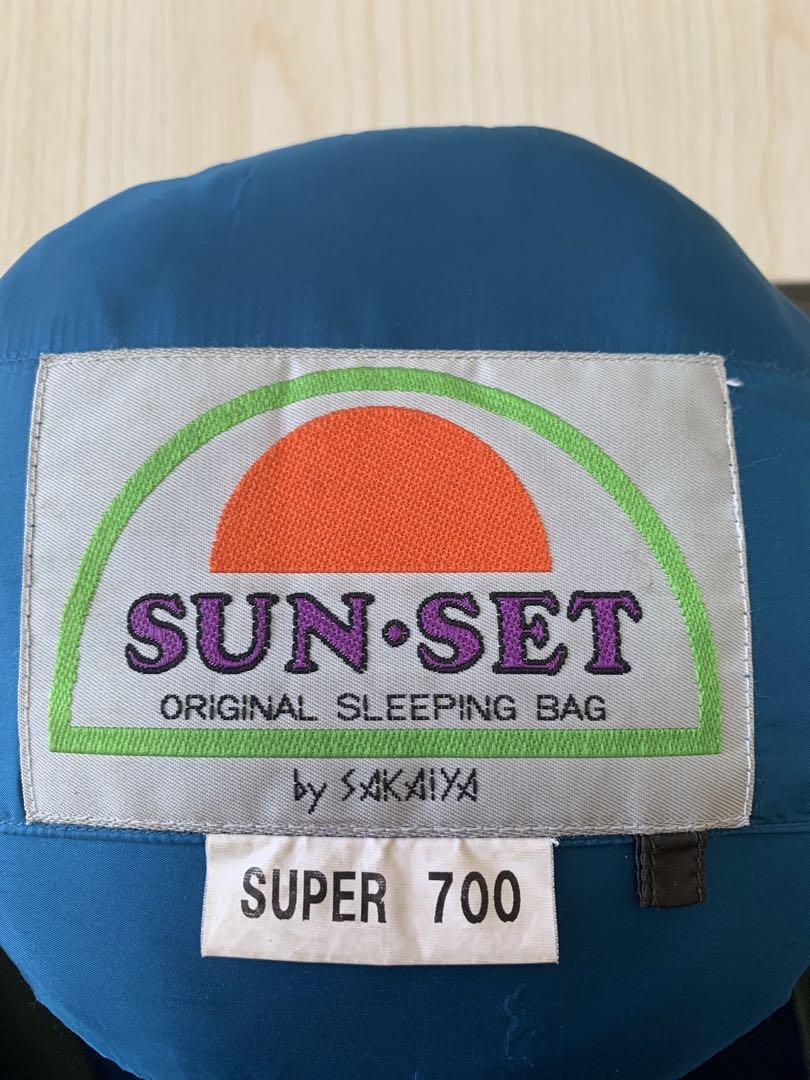 SUN·SET
ORIGINAL SLEEPING BAG
by SAKAIYA
SUPER 700